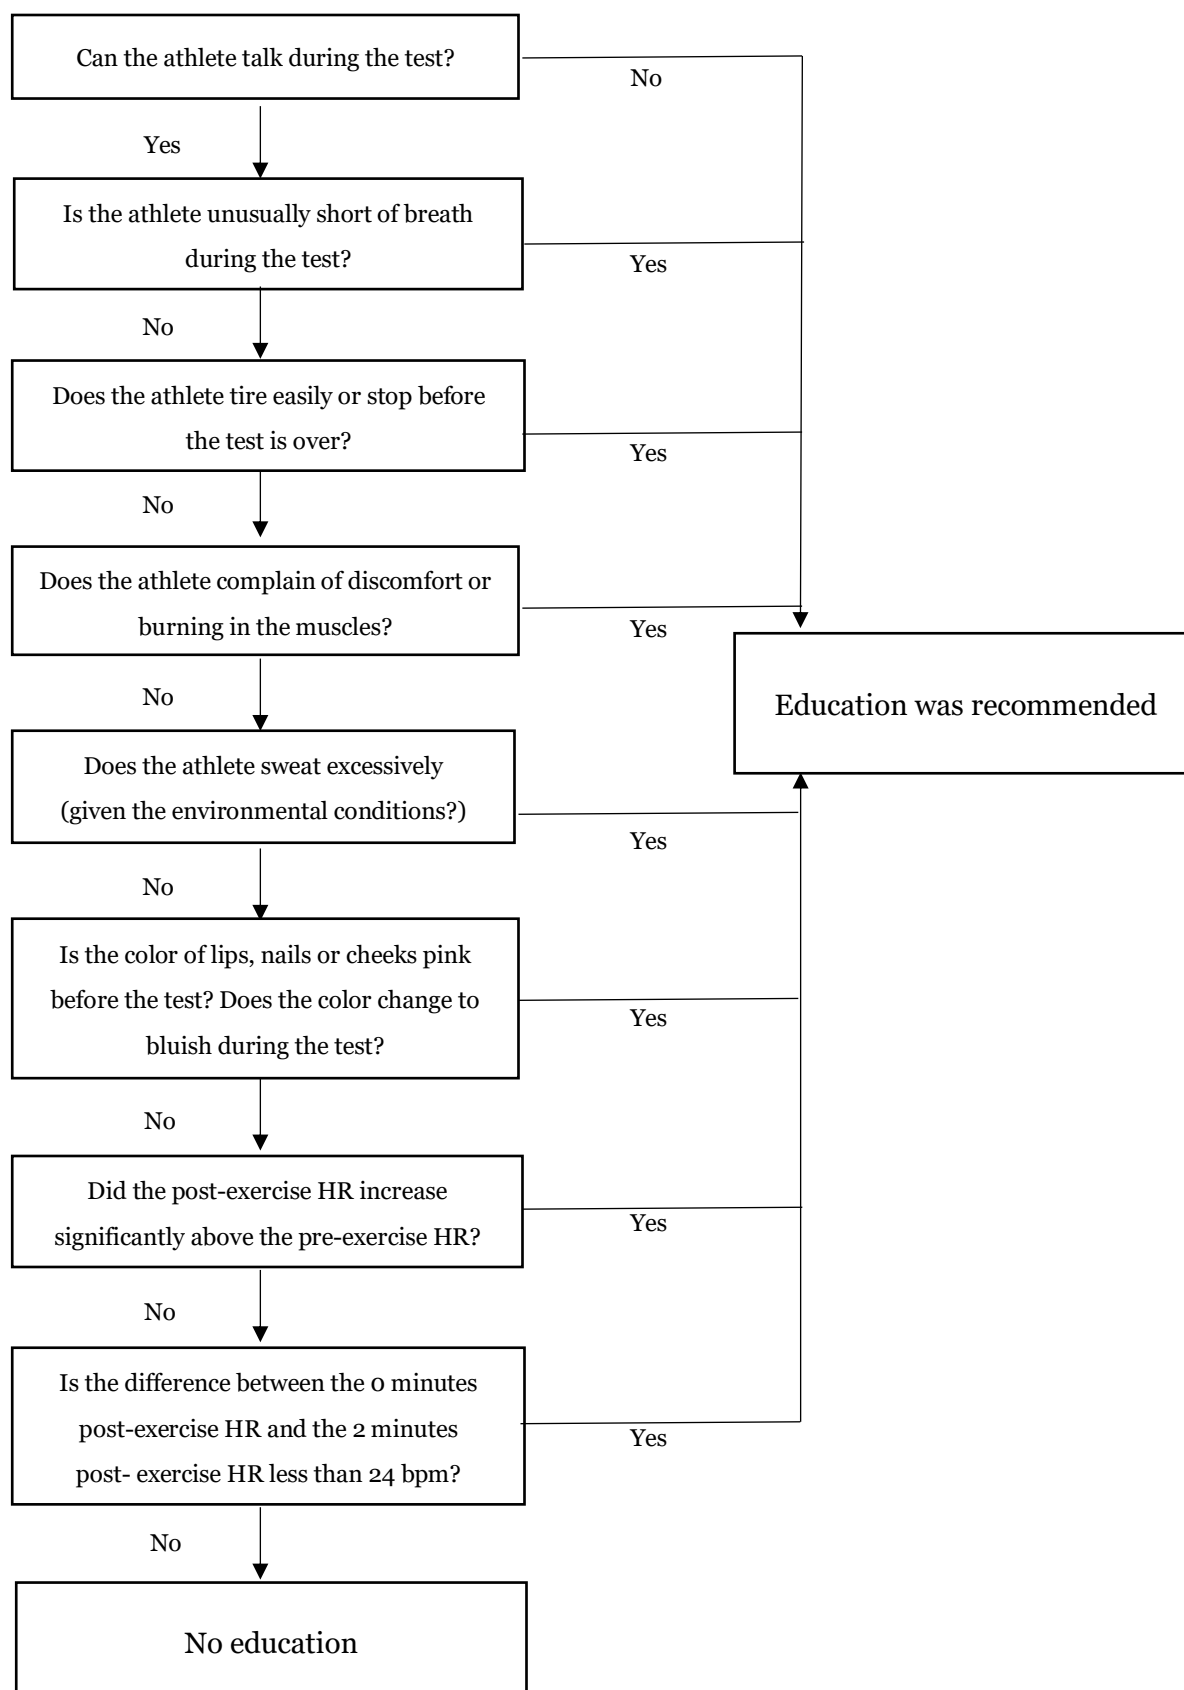 Can the athlete talk during the test?
No
Yes
Is the athlete unusually short of breath
during the test?
Yes
No
Does the athlete tire easily or stop before
the test is over?
Yes
No
Does the athlete complain of discomfort or
burning in the muscles?
Yes
Education was recommended
No
Does the athlete sweat excessively
(given the environmental conditions?)
Yes
No
Is the color of lips, nails or cheeks pink
before the test? Does the color change to
bluish during the test?
Yes
No
Did the post-exercise HR increase
significantly above the pre-exercise HR?
Yes
No
Is the difference between the 0 minutes
post-exercise HR and the 2 minutes
post- exercise HR less than 24 bpm?
Yes
No
No education